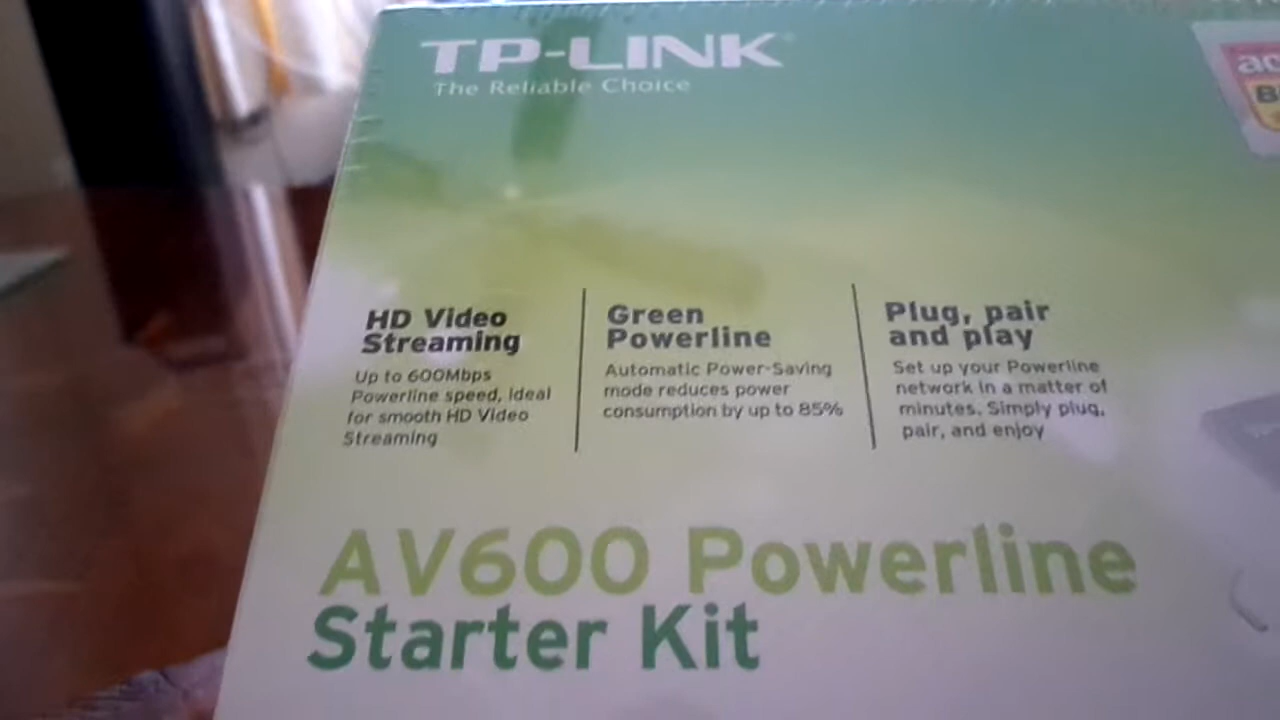 TP-LINK
The Reliable Choice
HD Video
Streaming
Up to 600Mbps
Powerline speed, ideal
for smooth HD Video
Streaming
Green
Powerline
Automatic Power-Saving
mode reduces power
consumption by up to 85%
Plug, pair
and play
Set up your Powerline
network in a matter of
minutes. Simply plug,
pair, and enjoy
AV600 Powerline
Starter Kit